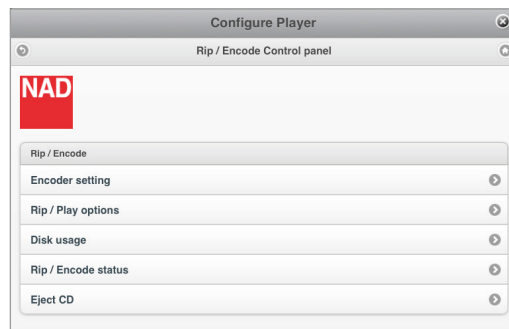 Configure Player
Rip / Encode Control panel
NAD
Rip / Encode
Encoder setting
Rip / Play options
Disk usage
Rip / Encode status
Eject CD